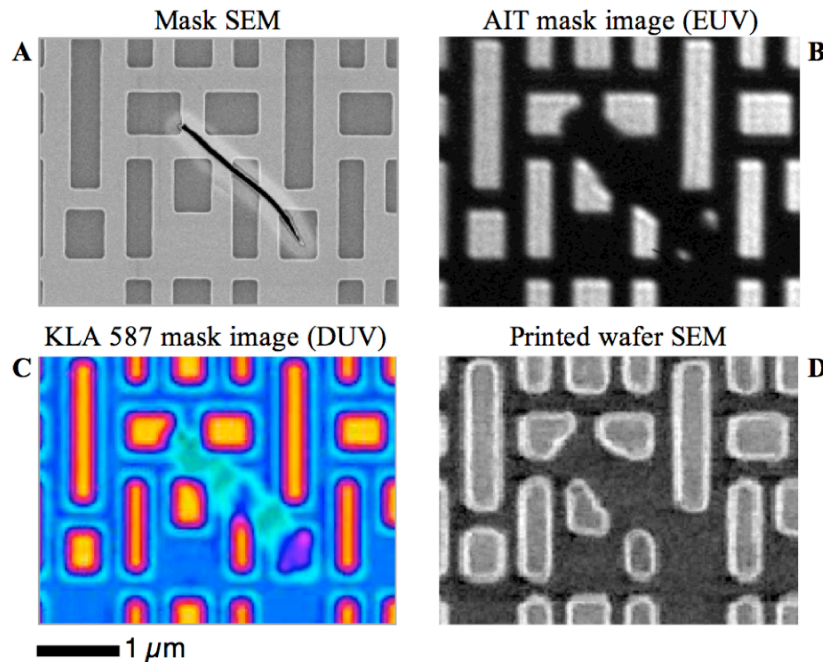 Mask SEM
AIT mask image (EUV)
A
B
KLA 587 mask image (DUV)
Printed wafer SEM
C
D
1 µm